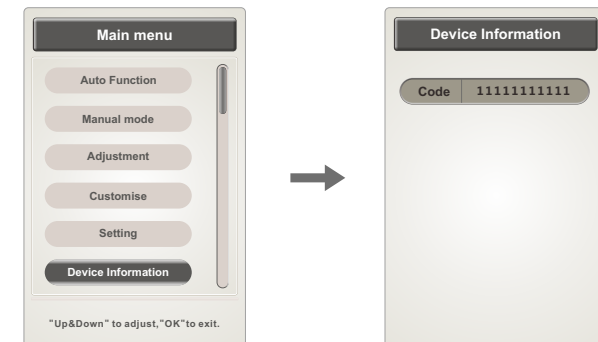 Main menu
Auto Function
Manual mode
Adjustment
Customise
Setting
Device Information
"Up&Down" to adjust,"OK"to exit.
Device Information
Code 11111111111